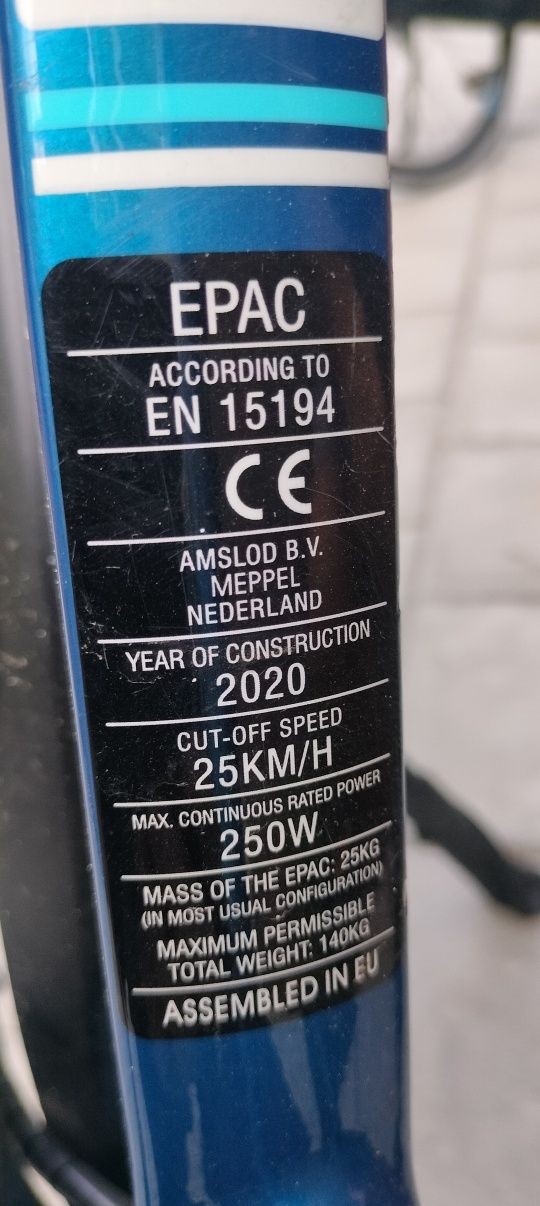 EPAC
ACCORDING TO
EN 15194
CE
AMSLOD B.V.
MEPPEL
NEDERLAND
YEAR OF CONSTRUCTION
2020
CUT-OFF SPEED
25KM/H
MAX. CONTINUOUS RATED POWER
250W
MASS OF THE EPAC: 25KG
(IN MOST USUAL CONFIGURATION)
MAXIMUM PERMISSIBLE
TOTAL WEIGHT: 140KG
ASSEMBLED IN EU